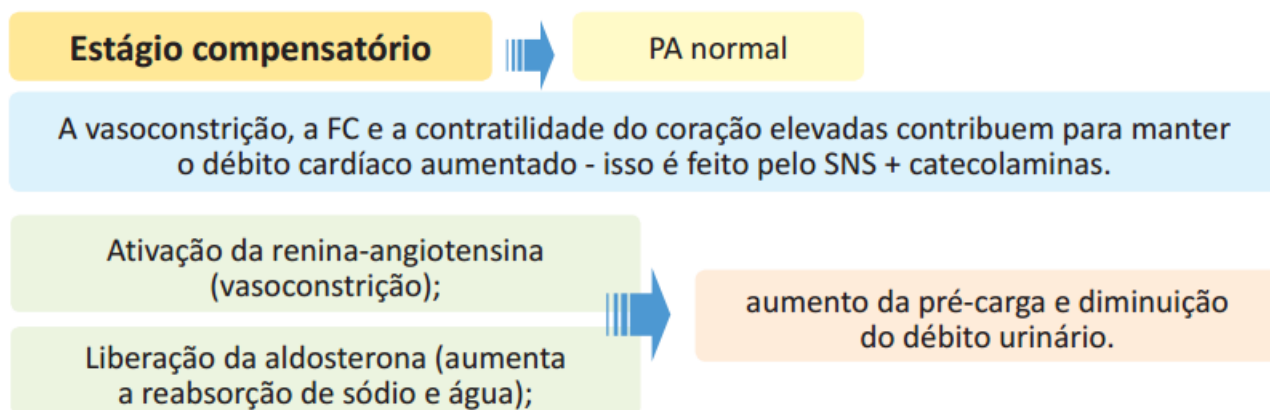 Estágio compensatório
PA normal
A vasoconstrição, a FC e a contratilidade do coração elevadas contribuem para manter
o débito cardíaco aumentado - isso é feito pelo SNS + catecolaminas.
Ativação da renina-angiotensina
(vasoconstrição);
Liberação da aldosterona (aumenta
a reabsorção de sódio e água);
aumento da pré-carga e diminuição
do débito urinário.